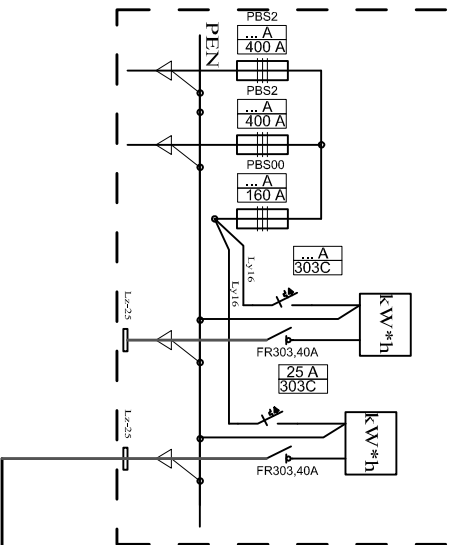 PBS2
... A
400 A
PEN
PBS2
... A
400 A
PBS00
... A
160 A
Ly16
Ly16
... A
303C
kW*h
Lz-25
FR303,40A
25 A
303C
kW*h
Lz-25
FR303,40A